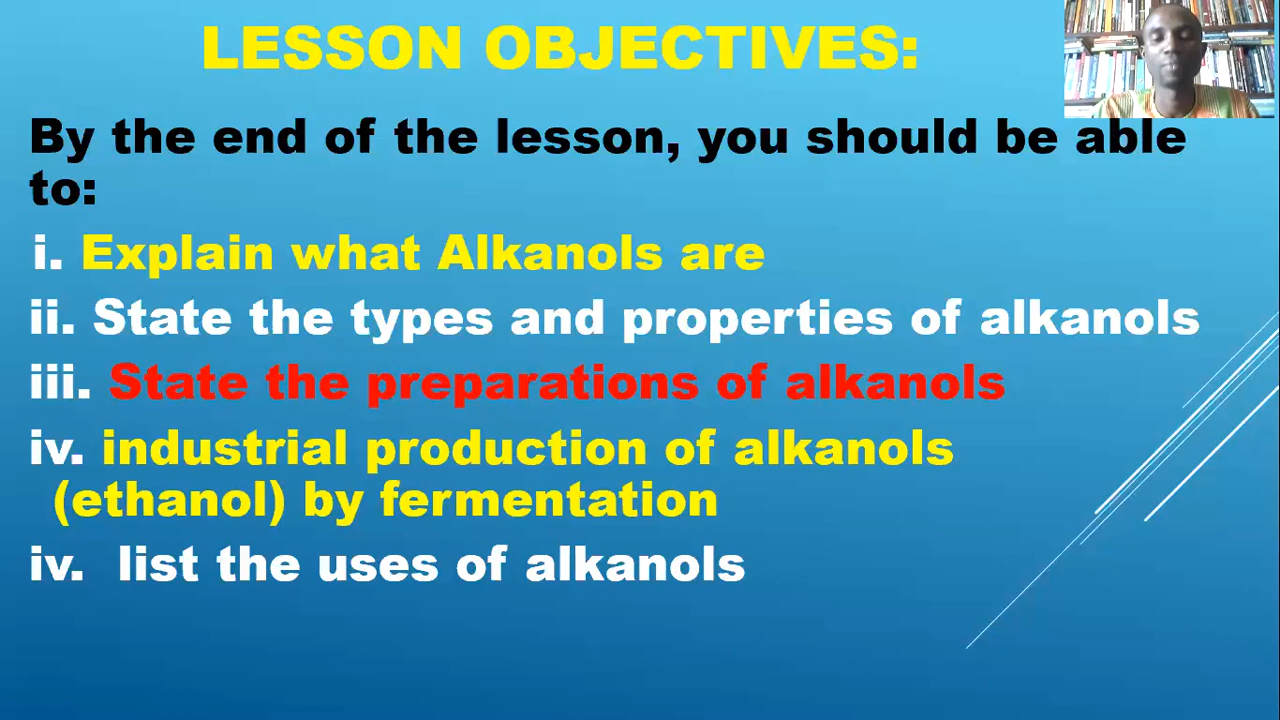 LESSON OBJECTIVES:
By the end of the lesson, you should be able
to:
i. Explain what Alkanols are
ii. State the types and properties of alkanols
iii. State the preparations of alkanols
iv. industrial production of alkanols
(ethanol) by fermentation
iv. list the uses of alkanols